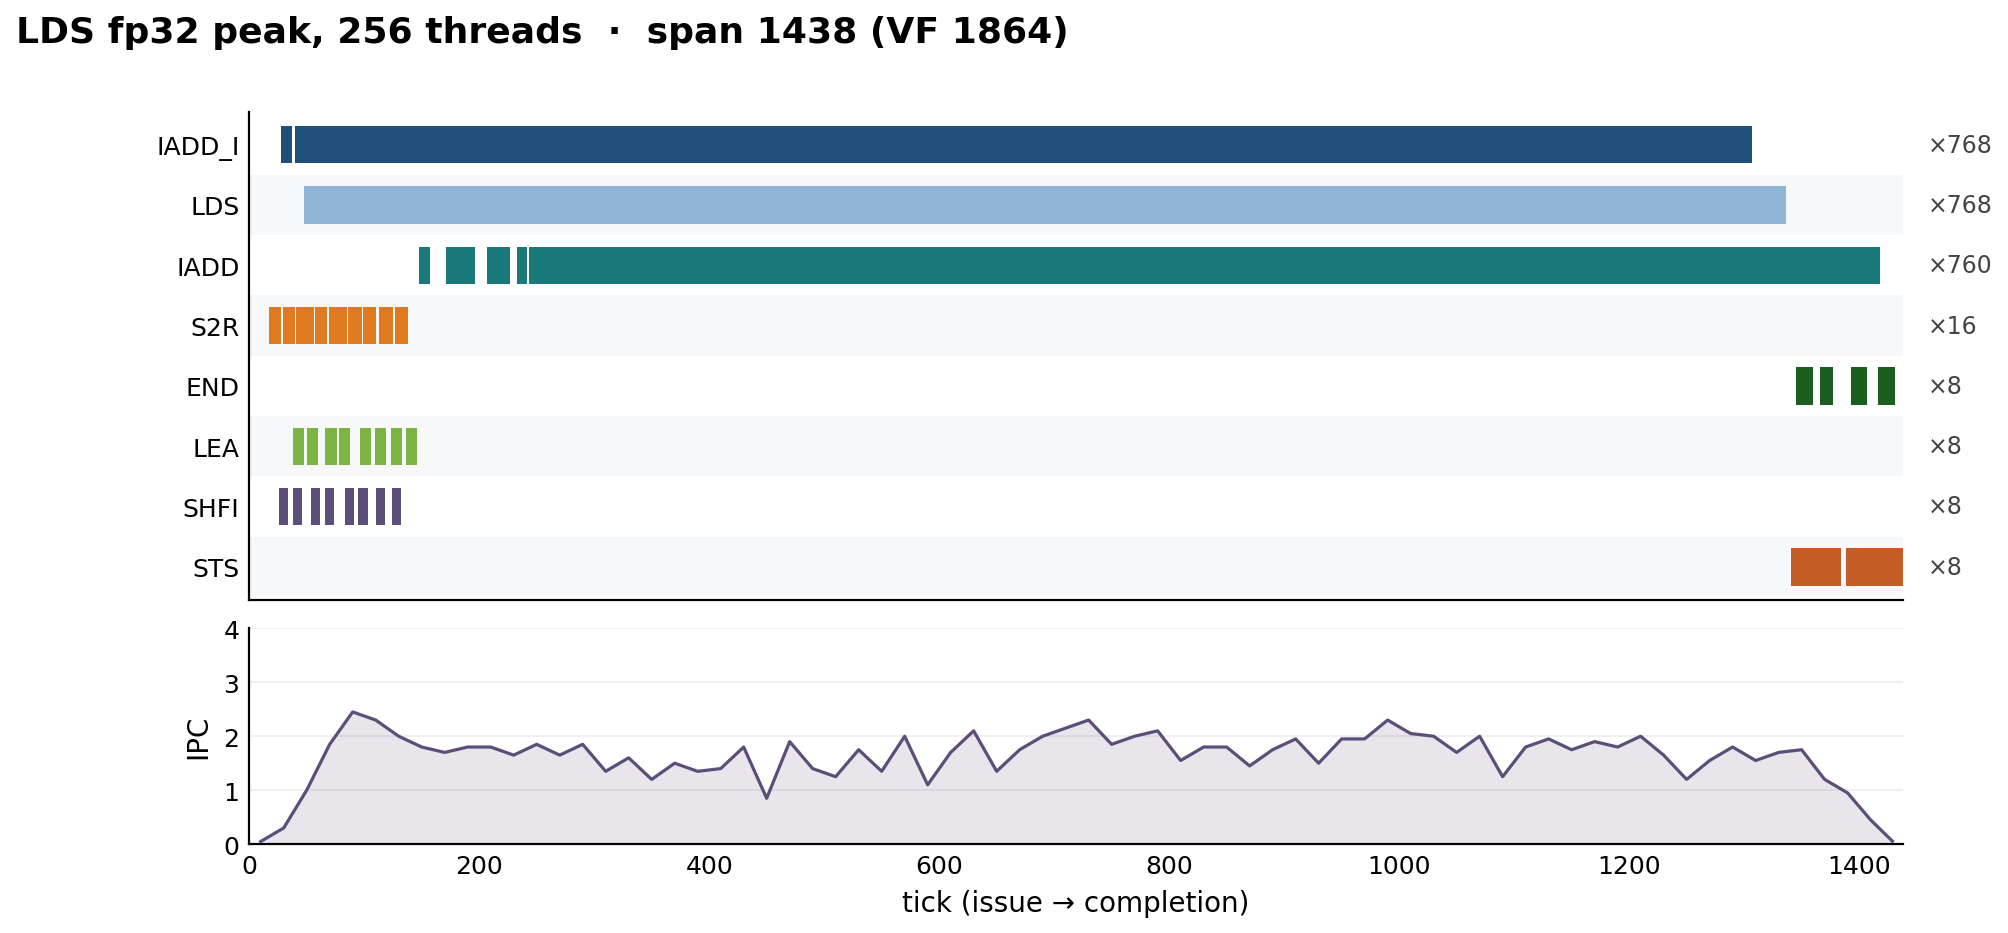 LDS fp32 peak, 256 threads · span 1438 (VF 1864)
IADD_I ×768
LDS ×768
IADD ×760
S2R ×16
END ×8
LEA ×8
SHFI ×8
STS ×8
4
3
2
1
0
IPC
0 200 400 600 800 1000 1200 1400
tick (issue → completion)